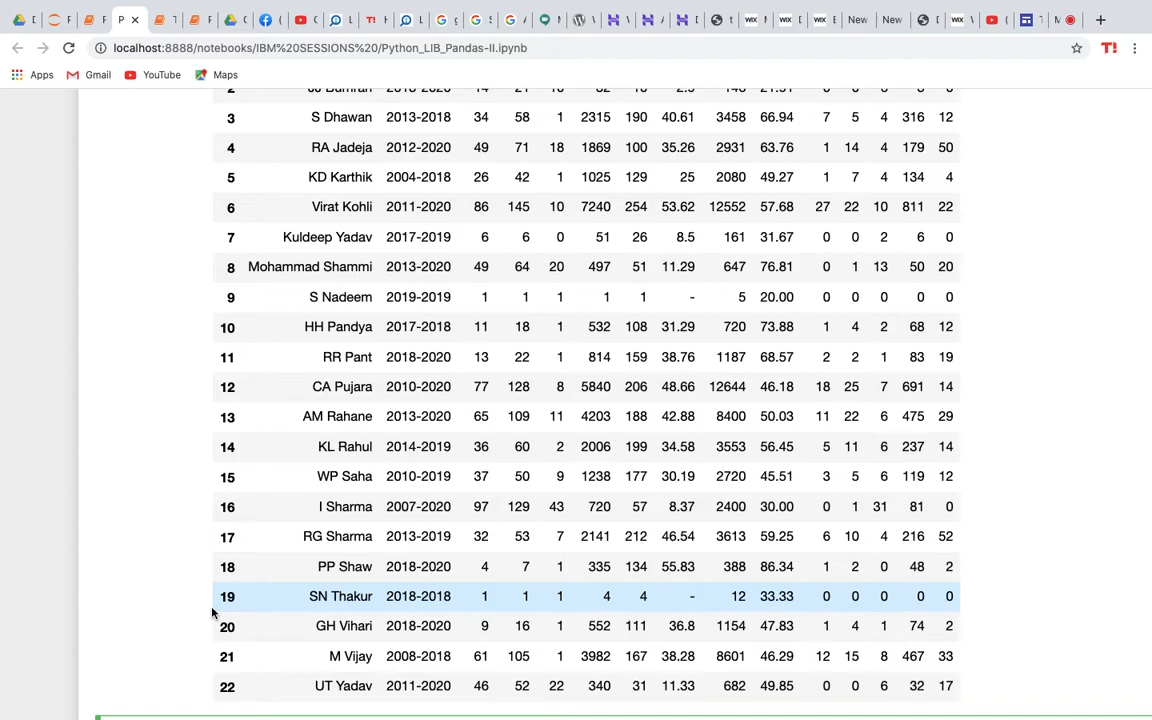 localhost:8888/notebooks/IBM%20SESSIONS%20/Python_LIB_Pandas-II.ipynb
Apps Gmail YouTube Maps
3 S Dhawan 2013-2018 34 58 1 2315 190 40.61 3458 66.94 7 5 4 316 12
4 RA Jadeja 2012-2020 49 71 18 1869 100 35.26 2931 63.76 1 14 4 179 50
5 KD Karthik 2004-2018 26 42 1 1025 129 25 2080 49.27 1 7 4 134 4
6 Virat Kohli 2011-2020 86 145 10 7240 254 53.62 12552 57.68 27 22 10 811 22
7 Kuldeep Yadav 2017-2019 6 6 0 51 26 8.5 161 31.67 0 0 2 6 0
8 Mohammad Shammi 2013-2020 49 64 20 497 51 11.29 647 76.81 0 1 13 50 20
9 S Nadeem 2019-2019 1 1 1 1 1 - 5 20.00 0 0 0 0 0
10 HH Pandya 2017-2018 11 18 1 532 108 31.29 720 73.88 1 4 2 68 12
11 RR Pant 2018-2020 13 22 1 814 159 38.76 1187 68.57 2 2 1 83 19
12 CA Pujara 2010-2020 77 128 8 5840 206 48.66 12644 46.18 18 25 7 691 14
13 AM Rahane 2013-2020 65 109 11 4203 188 42.88 8400 50.03 11 22 6 475 29
14 KL Rahul 2014-2019 36 60 2 2006 199 34.58 3553 56.45 5 11 6 237 14
15 WP Saha 2010-2019 37 50 9 1238 177 30.19 2720 45.51 3 5 6 119 12
16 I Sharma 2007-2020 97 129 43 720 57 8.37 2400 30.00 0 1 31 81 0
17 RG Sharma 2013-2019 32 53 7 2141 212 46.54 3613 59.25 6 10 4 216 52
18 PP Shaw 2018-2020 4 7 1 335 134 55.83 388 86.34 1 2 0 48 2
19 SN Thakur 2018-2018 1 1 1 4 4 - 12 33.33 0 0 0 0 0
20 GH Vihari 2018-2020 9 16 1 552 111 36.8 1154 47.83 1 4 1 74 2
21 M Vijay 2008-2018 61 105 1 3982 167 38.28 8601 46.29 12 15 8 467 33
22 UT Yadav 2011-2020 46 52 22 340 31 11.33 682 49.85 0 0 6 32 17